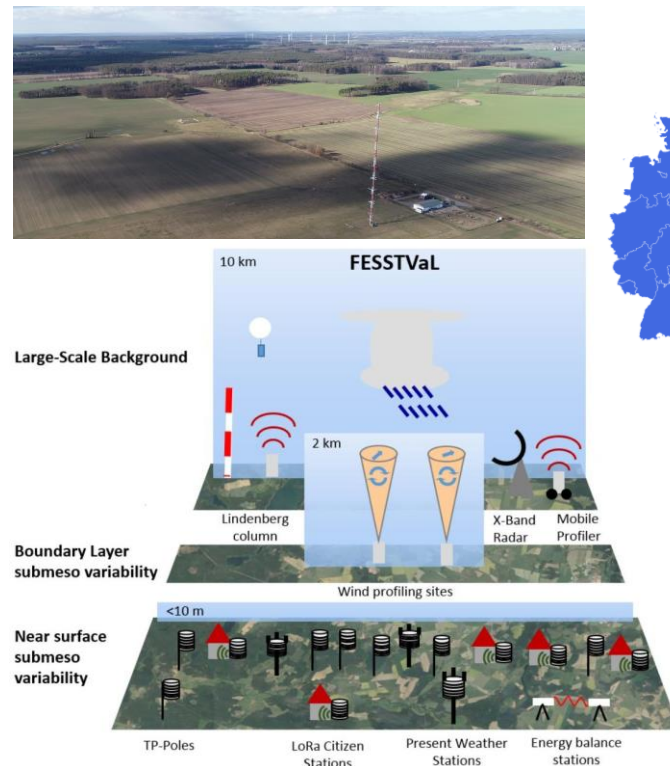 10 km
FESSTVaL
Large-Scale Background
2 km
Lindenberg
column
X-Band
Radar
Mobile
Profiler
Boundary Layer
submeso variability
Wind profiling sites
<10 m
Near surface
submeso
variability
TP-Poles
LoRa Citizen
Stations
Present Weather
Stations
Energy balance
stations